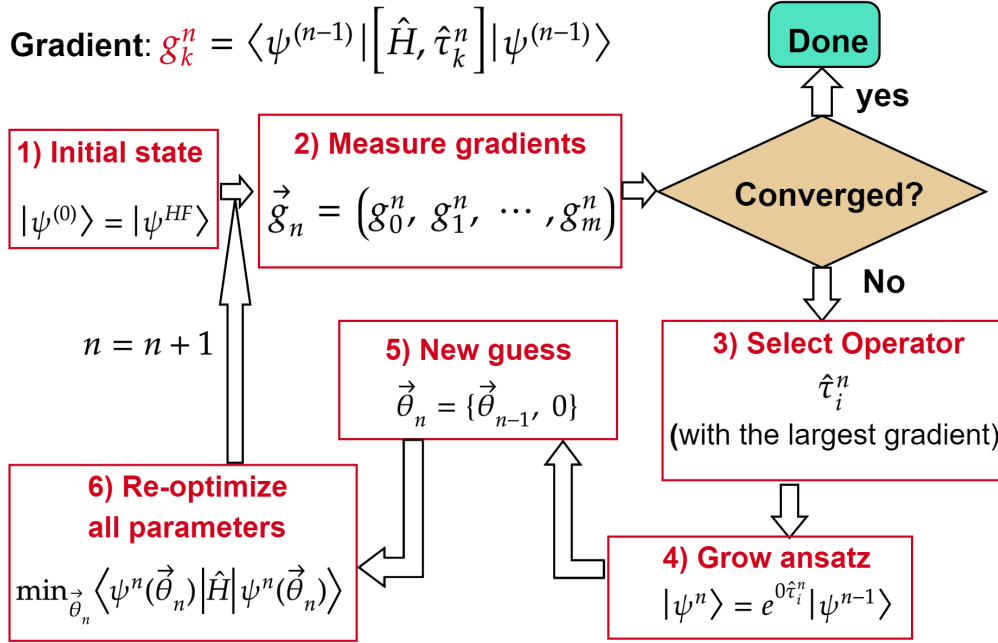 Gradient: g_k^n = ⟨ψ^(n-1)|[Ĥ, τ̂_k^n]|ψ^(n-1)⟩
Done
yes
1) Initial state
|ψ^(0)⟩ = |ψ^HF⟩
2) Measure gradients
g⃗_n = (g_0^n, g_1^n, ⋯ , g_m^n)
Converged?
No
3) Select Operator
τ̂_i^n
(with the largest gradient)
4) Grow ansatz
|ψ^n⟩ = e^{0τ̂_i^n}|ψ^{n-1}⟩
5) New guess
θ⃗_n = {θ⃗_{n-1}, 0}
6) Re-optimize
all parameters
min_{θ⃗_n}⟨ψ^n(θ⃗_n)|Ĥ|ψ^n(θ⃗_n)⟩
n = n + 1